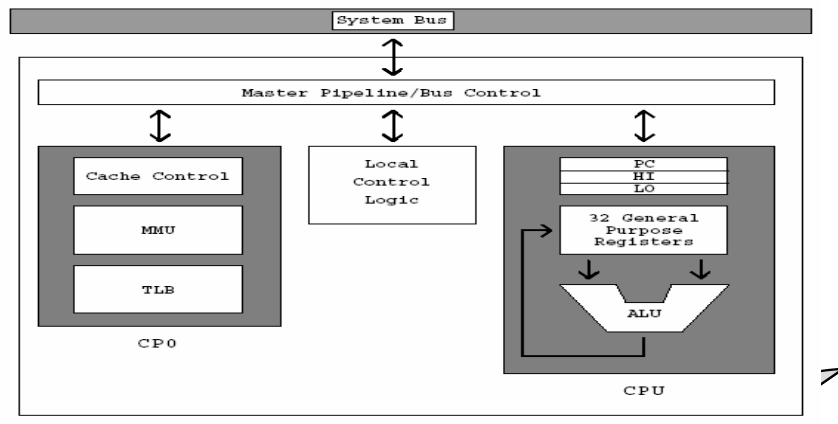 System Bus
Master Pipeline/Bus Control
Cache Control
MMU
TLB
CP0
Local
Control
Logic
PC
HI
LO
32 General
Purpose
Registers
ALU
CPU